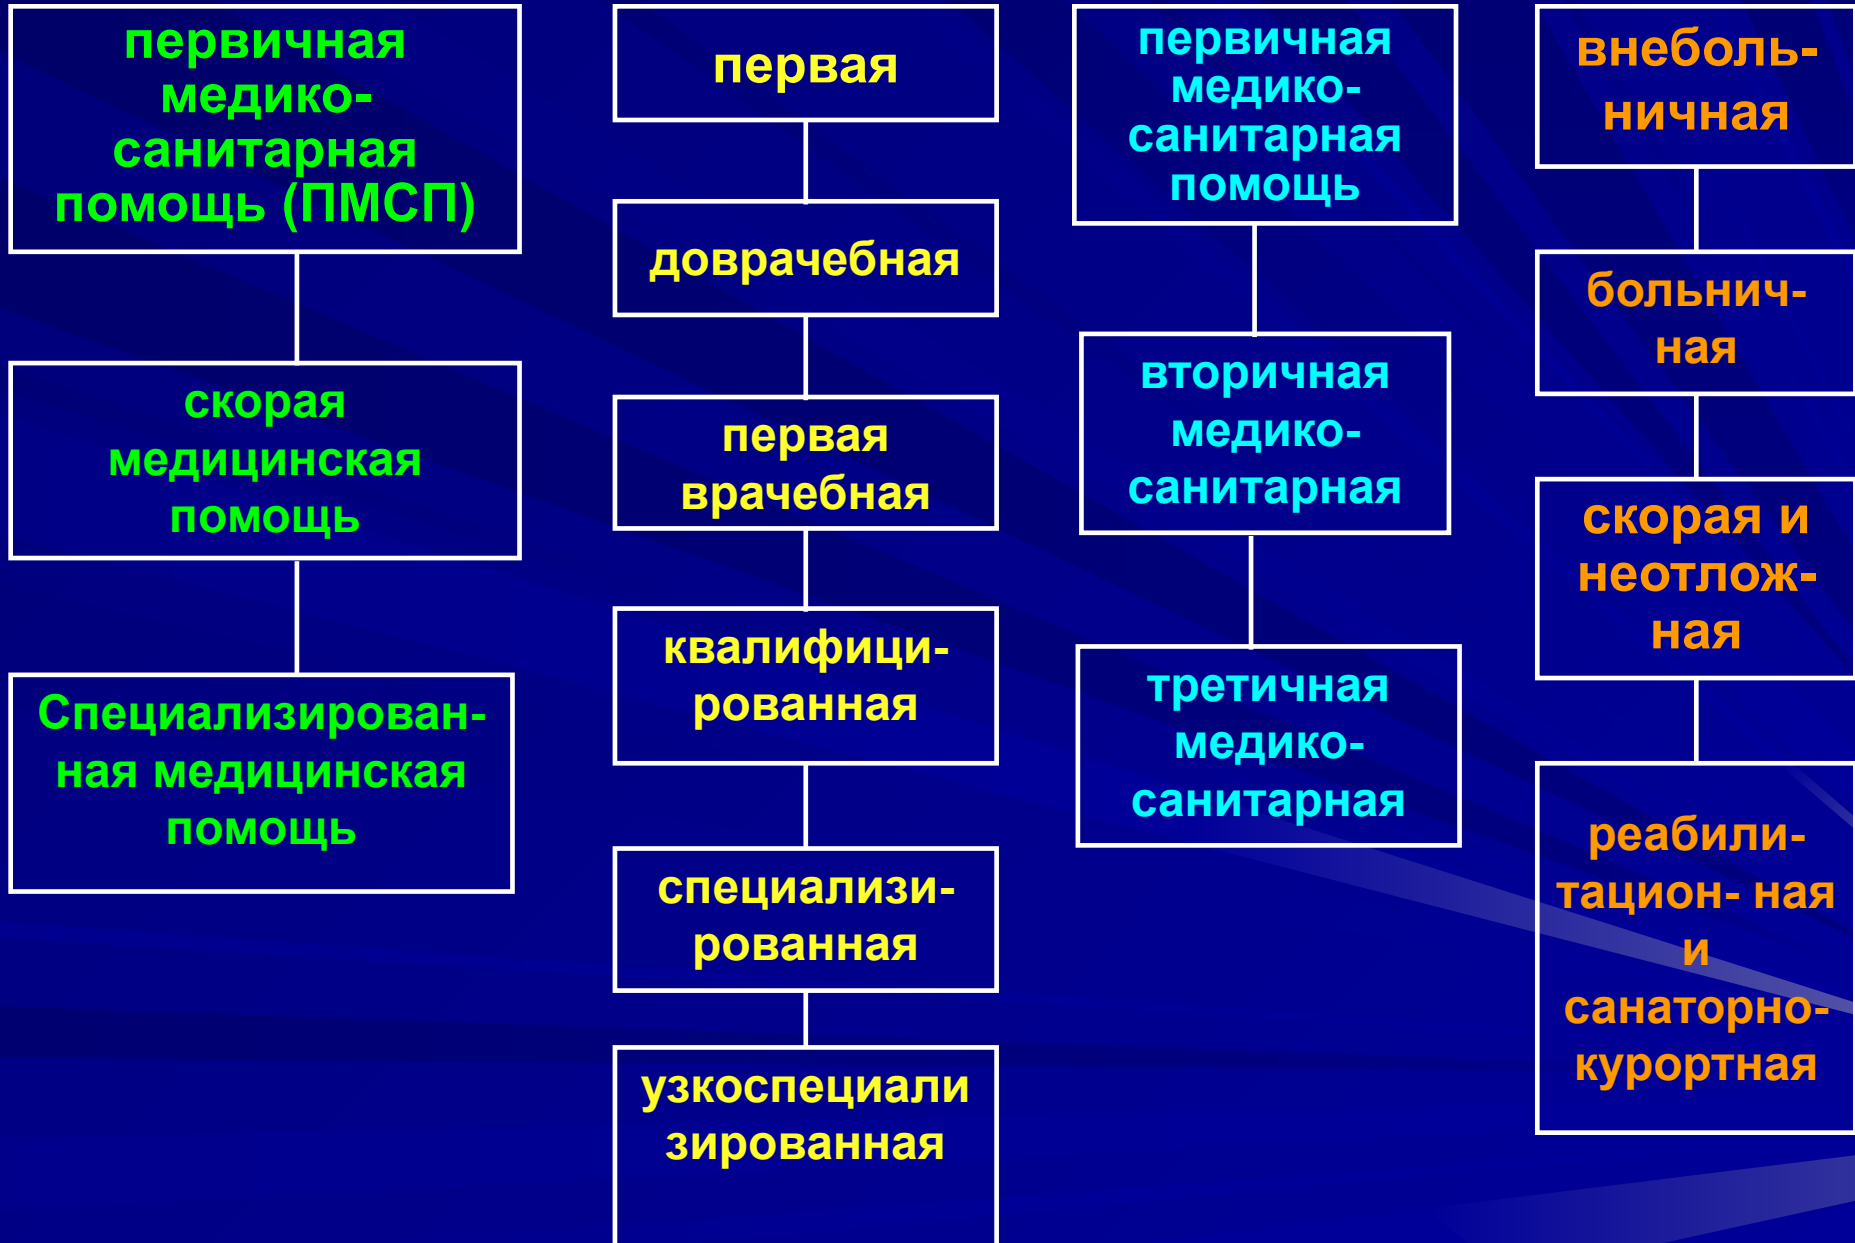 первичная
медико-
санитарная
помощь (ПМСП)
скорая
медицинская
помощь
Специализирован-
ная медицинская
помощь
первая
доврачебная
первая
врачебная
квалифици-
рованная
специализи-
рованная
узкоспециали
зированная
первичная
медико-
санитарная
помощь
вторичная
медико-
санитарная
третичная
медико-
санитарная
внеболь-
ничная
больнич-
ная
скорая и
неотлож-
ная
реабили-
тацион- ная
и
санаторно-
курортная